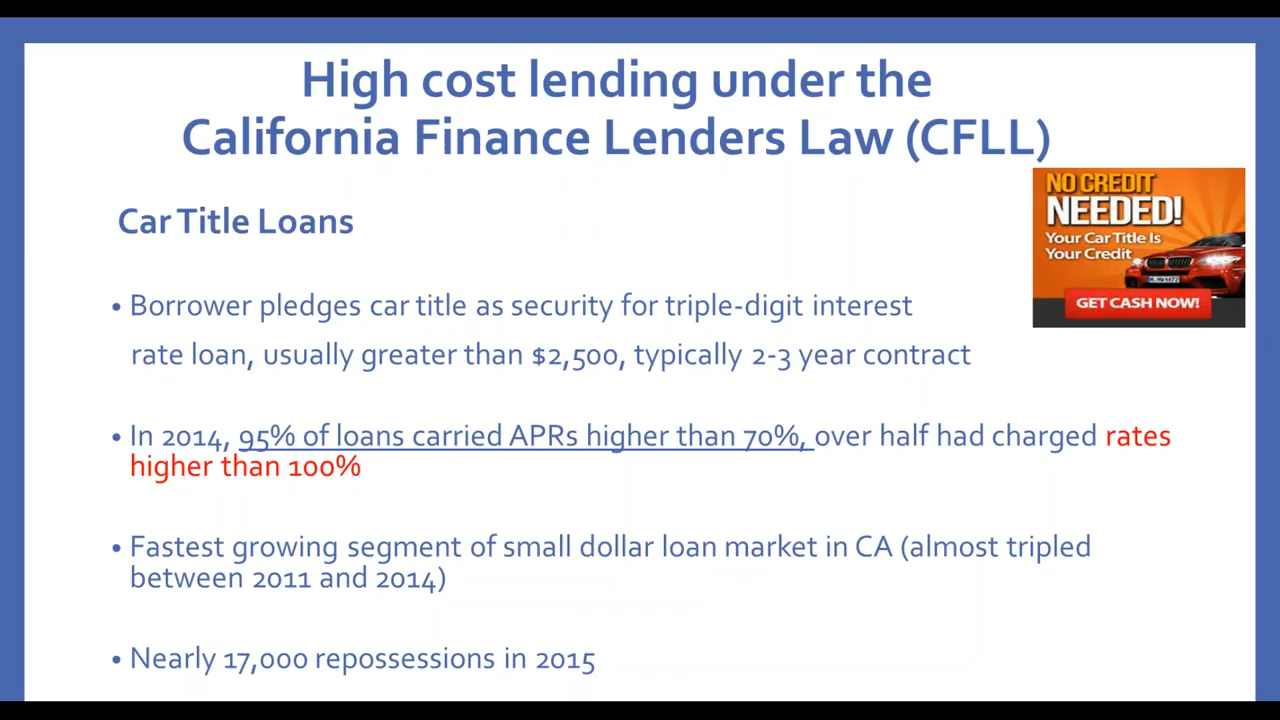 High cost lending under the
California Finance Lenders Law (CFLL)
NO CREDIT
NEEDED!
Your Car Title Is
Your Credit
GET CASH NOW!
Car Title Loans
• Borrower pledges car title as security for triple-digit interest
rate loan, usually greater than $2,500, typically 2-3 year contract
• In 2014, 95% of loans carried APRs higher than 70%, over half had charged rates
higher than 100%
• Fastest growing segment of small dollar loan market in CA (almost tripled
between 2011 and 2014)
• Nearly 17,000 repossessions in 2015